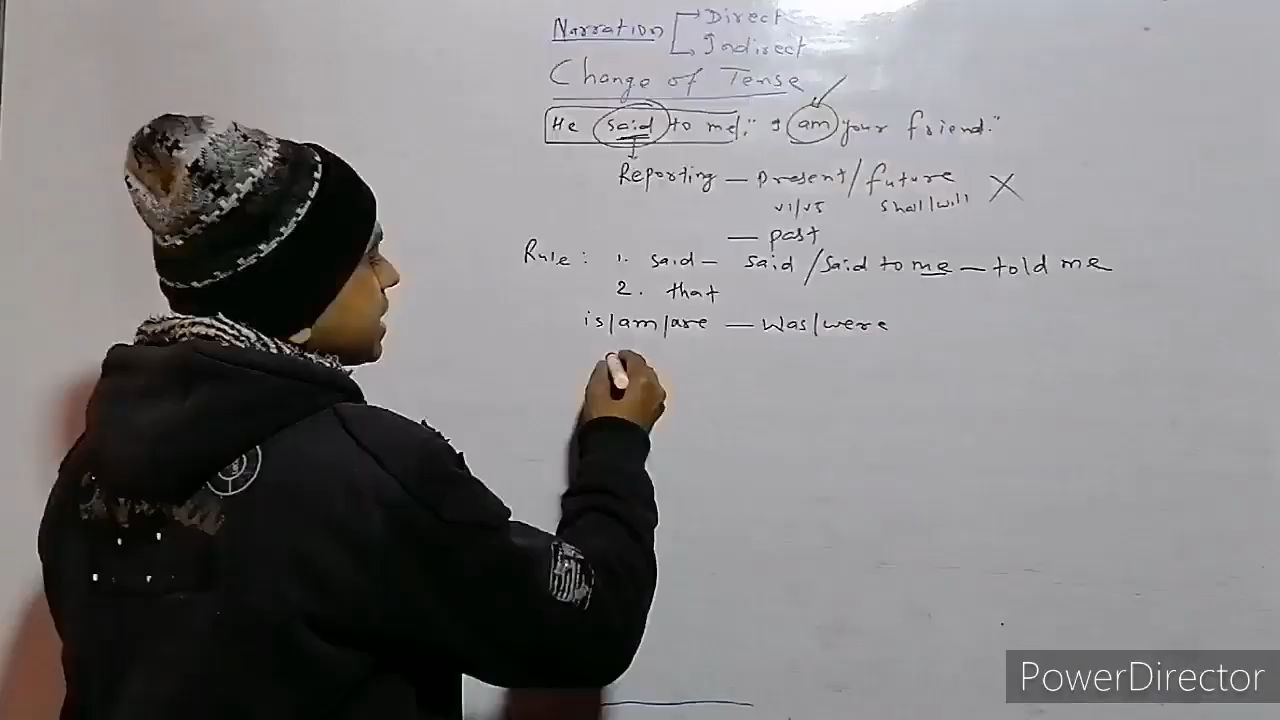 Narration
Direct
Indirect
Change of Tense
He said to me, "I am your friend."
Reporting — Present/future X
V1/V5 shall/will
— past
Rule: 1. said — said/said to me — told me
2. that
is/am/are — was/were
PowerDirector